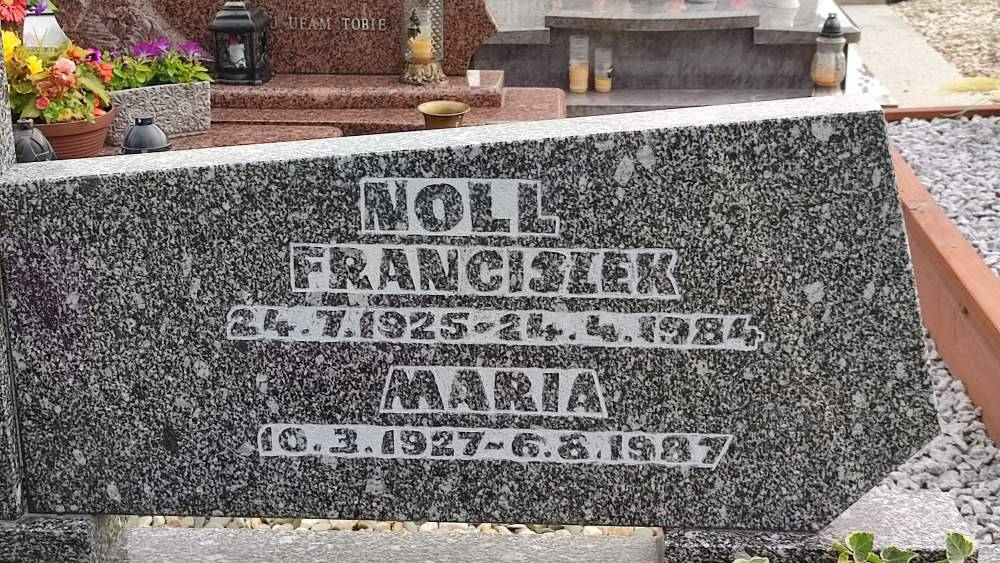 UFAM TOBIE
NOLL
FRANCISZEK
24.7.1925-24.4.1984
MARIA
10.3.1927-6.8.1987